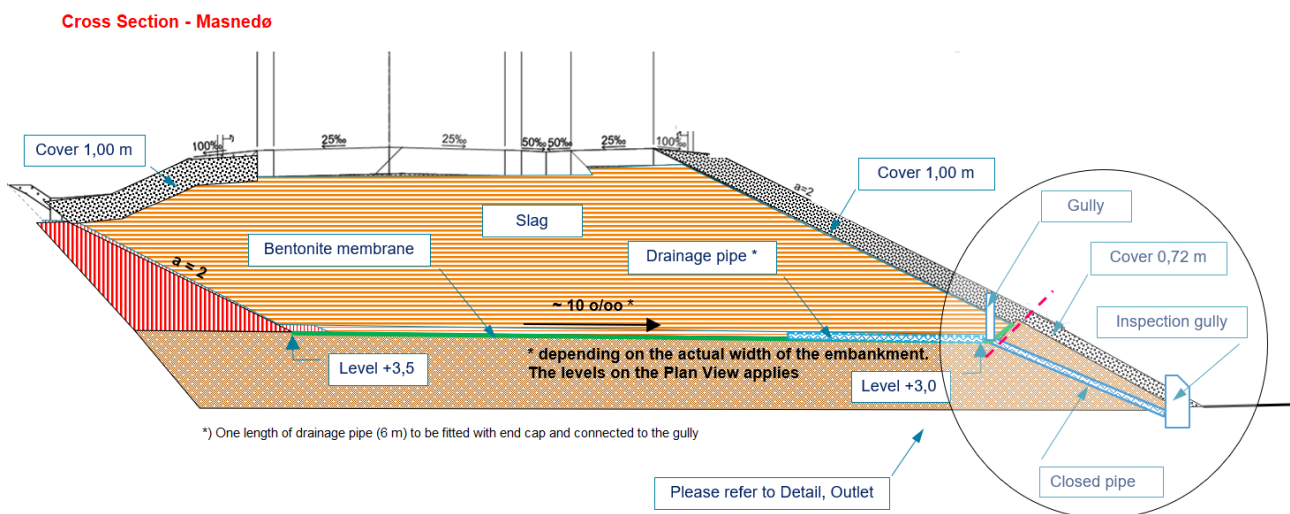 Cross Section - Masnedø
Cover 1,00 m
100‰
25‰
25‰
50‰
50‰
25‰
100‰
a=2
Cover 1,00 m
Gully
Slag
Bentonite membrane
Drainage pipe *
Cover 0,72 m
a = 2
~ 10 o/oo *
Inspection gully
Level +3,5
* depending on the actual width of the embankment.
The levels on the Plan View applies
Level +3,0
*) One length of drainage pipe (6 m) to be fitted with end cap and connected to the gully
Closed pipe
Please refer to Detail, Outlet